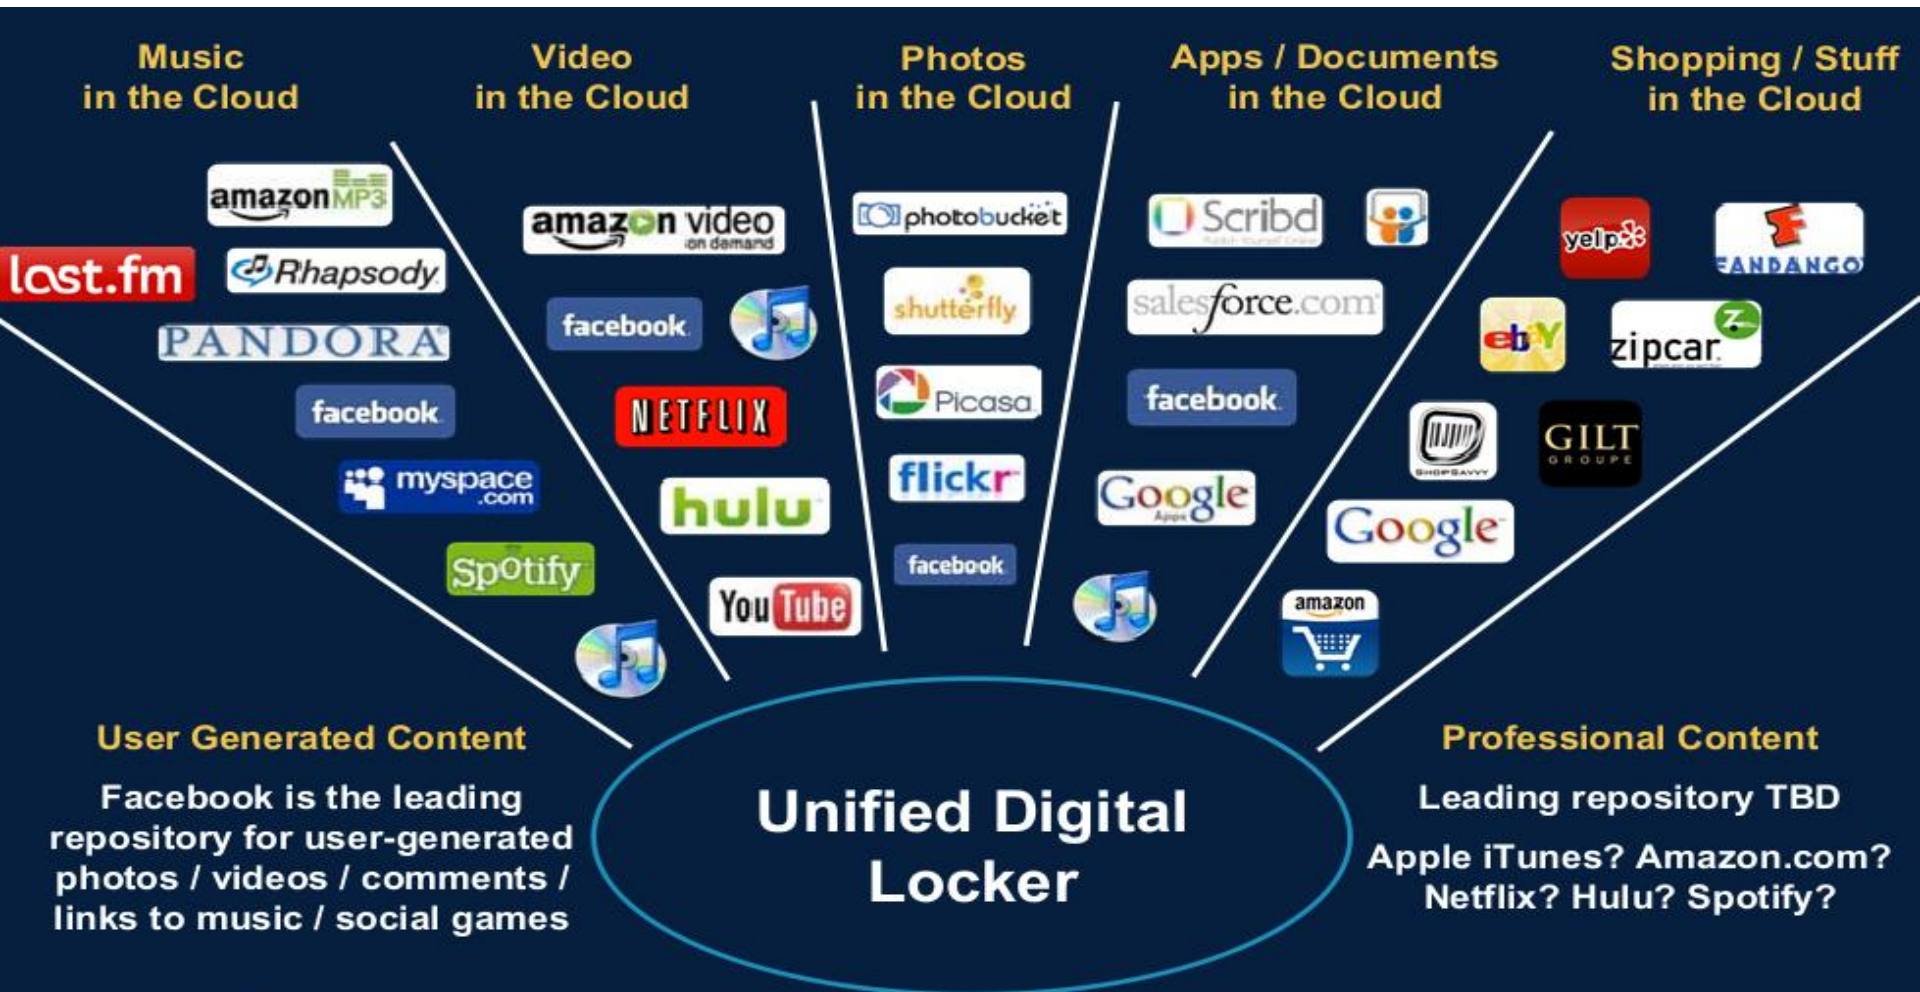 Music
in the Cloud
Video
in the Cloud
Photos
in the Cloud
Apps / Documents
in the Cloud
Shopping / Stuff
in the Cloud
amazonMP3
last.fm
Rhapsody
PANDORA
facebook
myspace
.com
Spotify
amazon video
on demand
facebook
NETFLIX
hulu
YouTube
photobucket
shutterfly
Picasa
flickr
facebook
Scribd
salesforce.com
facebook
Google
Apps
yelp
FANDANGO
ebY
zipcar
SHOPSAVVY
GILT
GROUPE
Google
amazon
User Generated Content
Facebook is the leading
repository for user-generated
photos / videos / comments /
links to music / social games
Unified Digital
Locker
Professional Content
Leading repository TBD
Apple iTunes? Amazon.com?
Netflix? Hulu? Spotify?